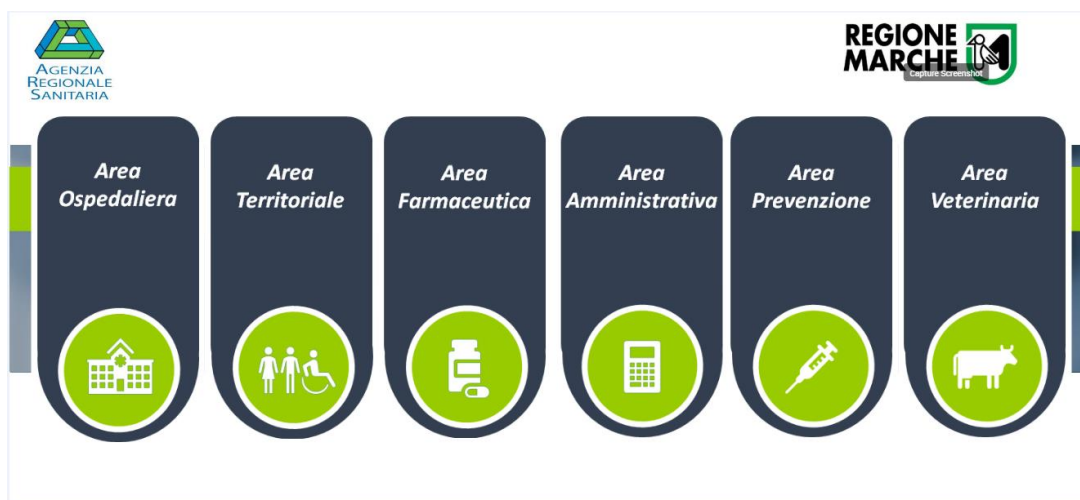 AGENZIA
REGIONALE
SANITARIA
REGIONE
MARCHE
Capture Screenshot
Area
Ospedaliera
Area
Territoriale
Area
Farmaceutica
Area
Amministrativa
Area
Prevenzione
Area
Veterinaria